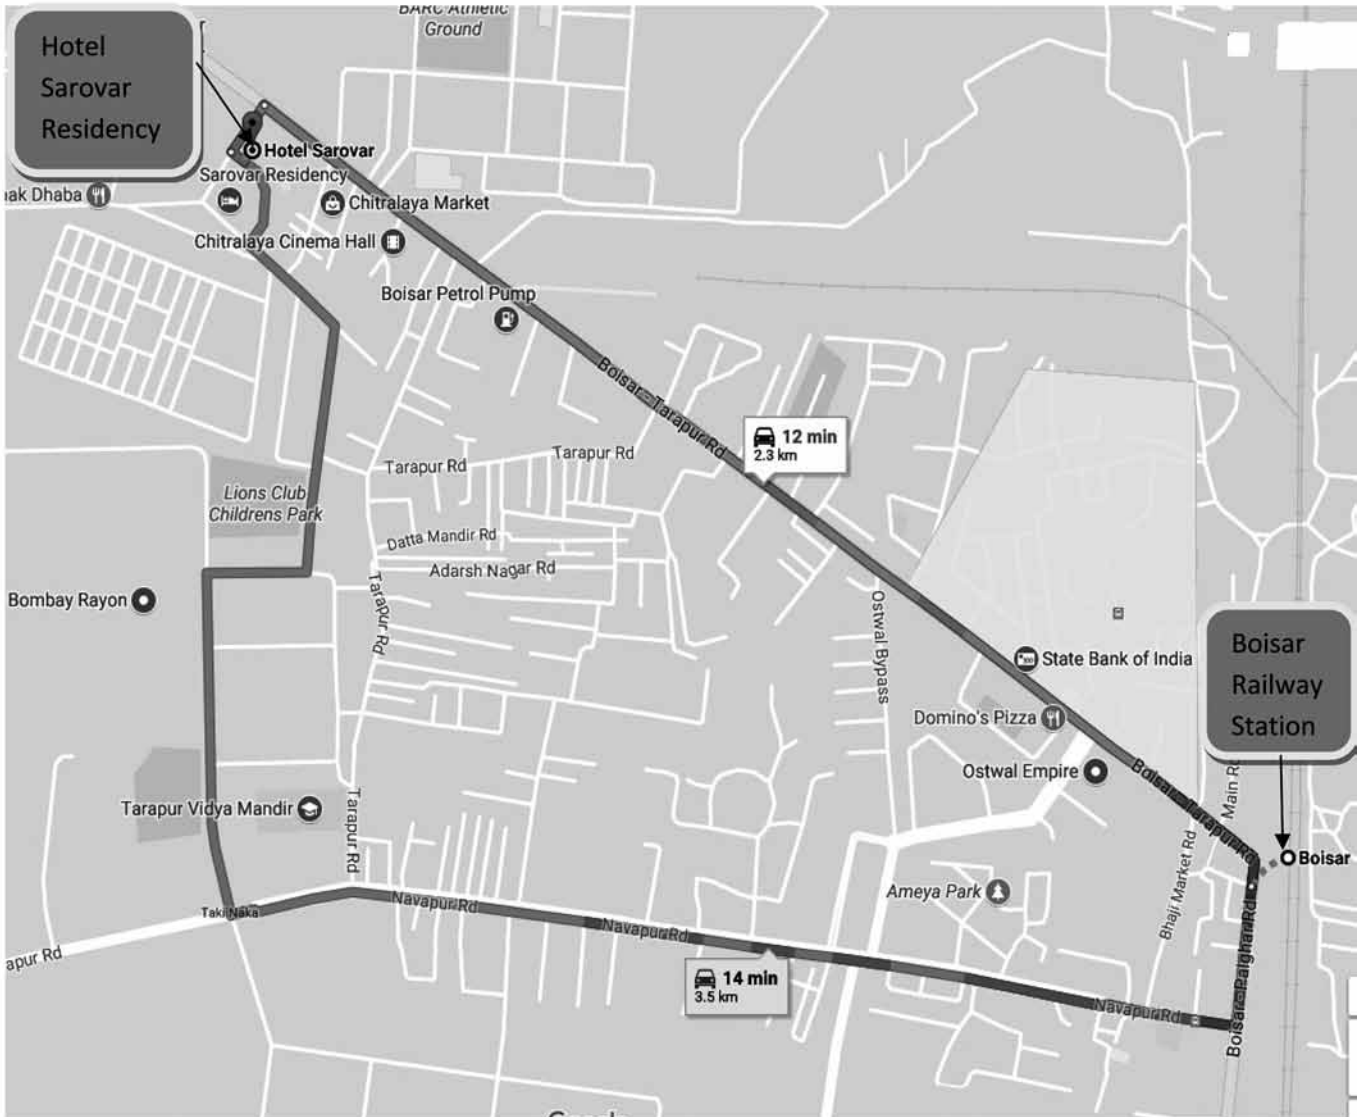 BARC Athletic
Ground
Hotel
Sarovar
Residency
Hotel Sarovar
Sarovar Residency
Dhaba
Chitralaya Market
Chitralaya Cinema Hall
Boisar Petrol Pump
Boisar - Tarapur Rd
12 min
2.3 km
Tarapur Rd
Tarapur Rd
Lions Club
Childrens Park
Datta Mandir Rd
Adarsh Nagar Rd
Tarapur Rd
Bombay Rayon
Ostwal Bypass
State Bank of India
Boisar
Railway
Station
Domino's Pizza
Ostwal Empire
Boisar - Tarapur Rd
Main Rd
Tarapur Vidya Mandir
Tarapur Rd
Bhaji Market Rd
Boisar
Ameya Park
Navapur Rd
Taki Naka
Navapur Rd
Boisar - Palghar Rd
apur Rd
14 min
3.5 km
Navapur Rd